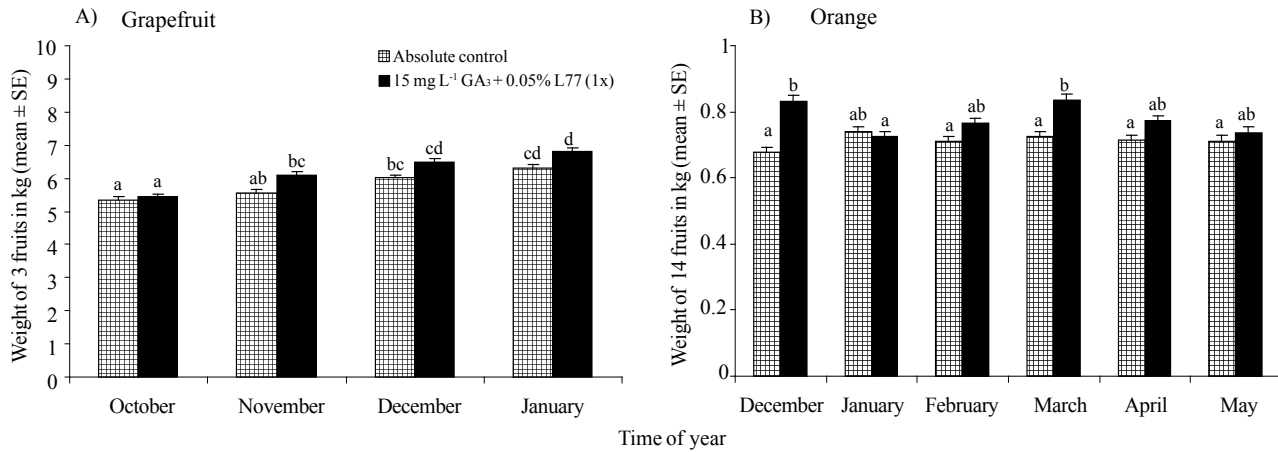 A) Grapefruit
Weight of 3 fruits in kg (mean ± SE)
10
9
8
7
6
5
4
3
2
1
0
Absolute control
15 mg L⁻¹ GA₃ + 0.05% L77 (1x)
a a ab bc bc cd cd d
October November December January
B) Orange
Weight of 14 fruits in kg (mean ± SE)
1
0.8
0.6
0.4
0.2
0
a b ab a a ab a b a ab a ab
December January February March April May
Time of year